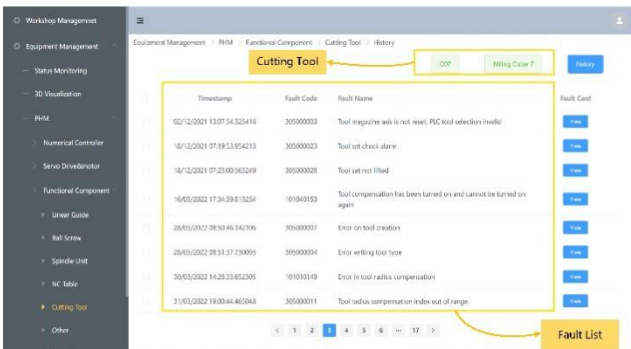 Workshop Managemnet
Equipment Management
Status Monitoring
3D Visualization
PHM
Numerical Controller
Servo Drive&motor
Functional Component
Linear Guide
Ball Screw
Spindle Unit
NC Table
Cutting Tool
Other
Equipment Management > PHM > Functional Component > Cutting Tool > History
Cutting Tool
C07
Milling Cutter 7
History
Timestamp Fault Code Fault Name Fault Card
02/12/2021 13:07:54.325416 305000003 Tool magazine axis is not reset, PLC tool selection invalid View
18/12/2021 07:19:53.954213 305000023 Tool set check alarm View
18/12/2021 07:23:00.563249 305000026 Tool set not lifted View
16/03/2022 17:34:39.813254 101040153 Tool compensation has been turned on and cannot be turned on
again View
28/03/2022 08:50:46.342106 305000007 Error on tool creation View
28/03/2022 08:51:37.730093 305000004 Error writing tool type View
30/03/2022 14:28:33.652305 101010149 Error in tool radius compensation View
31/03/2022 19:00:44.465048 305000011 Tool radius compensation index out of range View
< 1 2 3 4 5 6 ... 17 >
Fault List